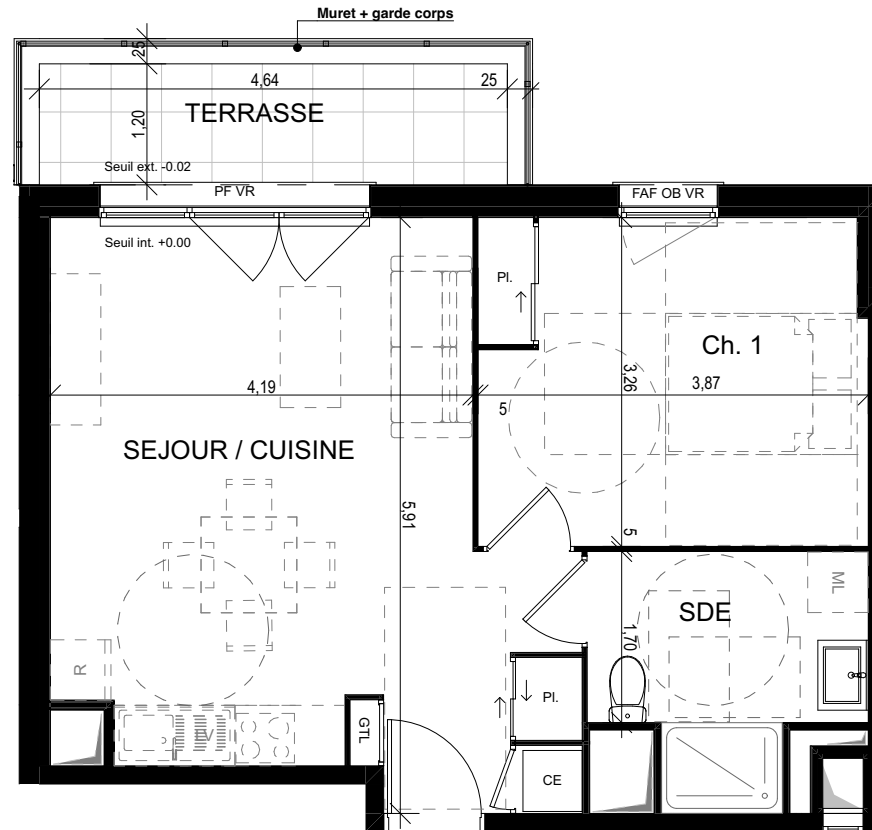 Muret + garde corps
25
4,64
25
TERRASSE
1,20
Seuil ext. -0.02
PF VR
FAF OB VR
Seuil int. +0.00
Pl.
Ch. 1
3,26
4,19
3,87
5
SEJOUR / CUISINE
5,91
5
ML
SDE
1,70
R
Pl.
LV
GTL
CE